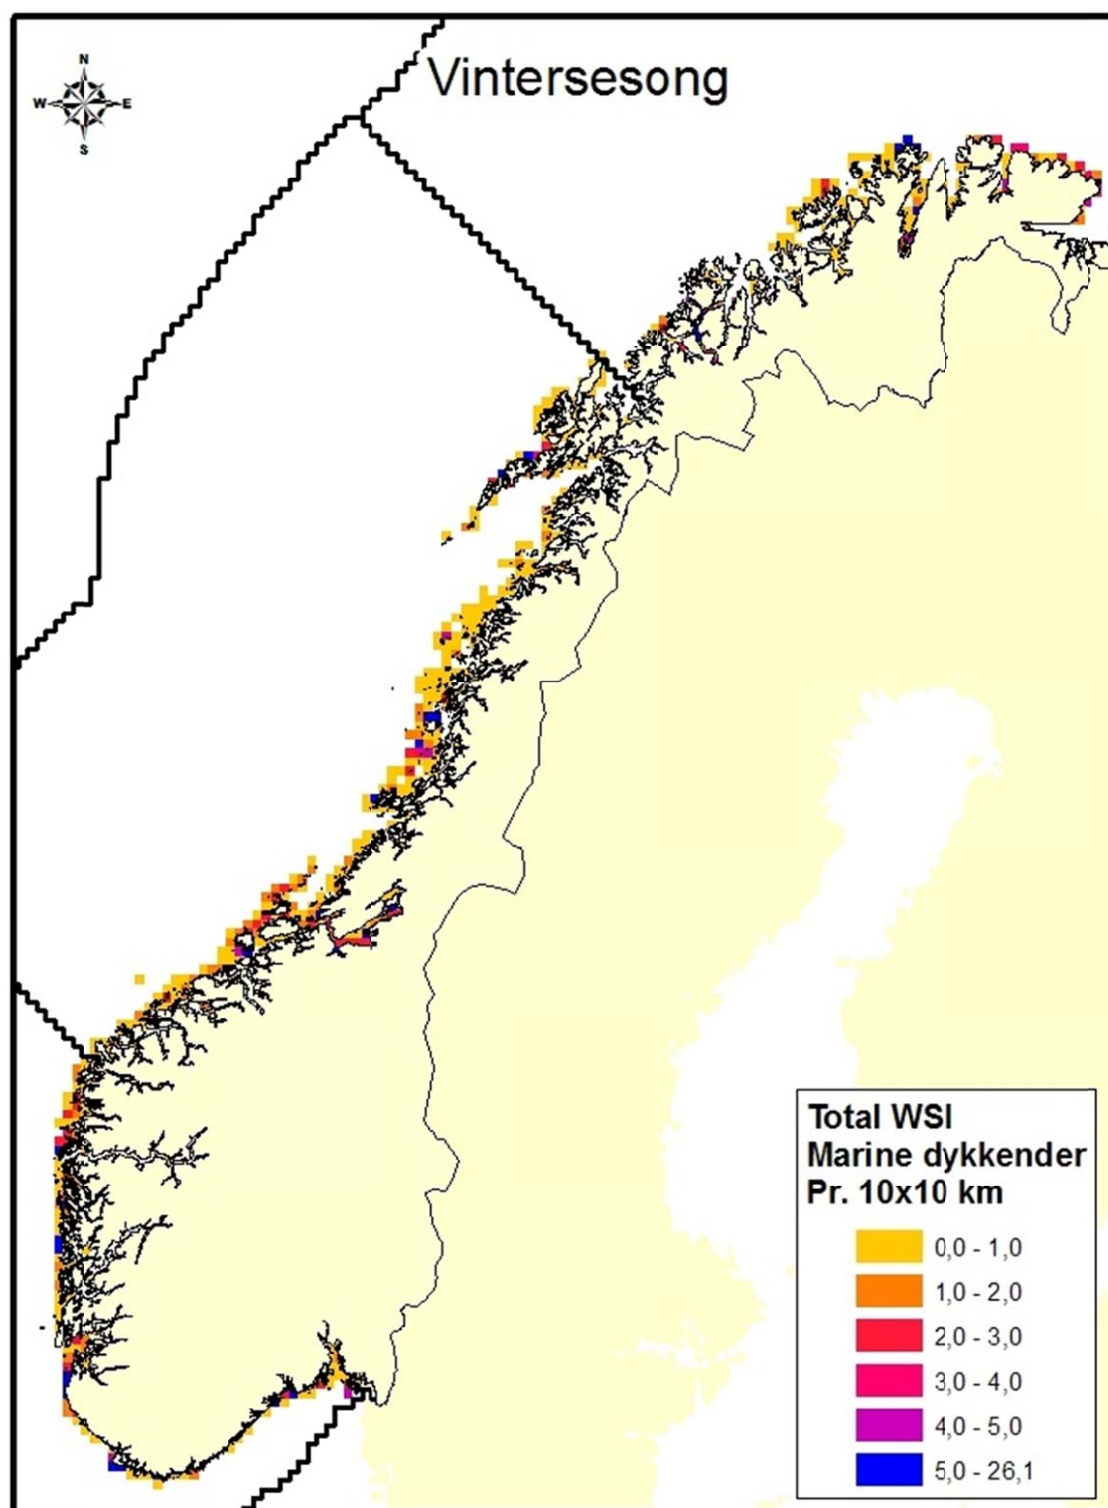 Vintersesong
N
W E
S
Total WSI
Marine dykkender
Pr. 10x10 km
0,0 - 1,0
1,0 - 2,0
2,0 - 3,0
3,0 - 4,0
4,0 - 5,0
5,0 - 26,1